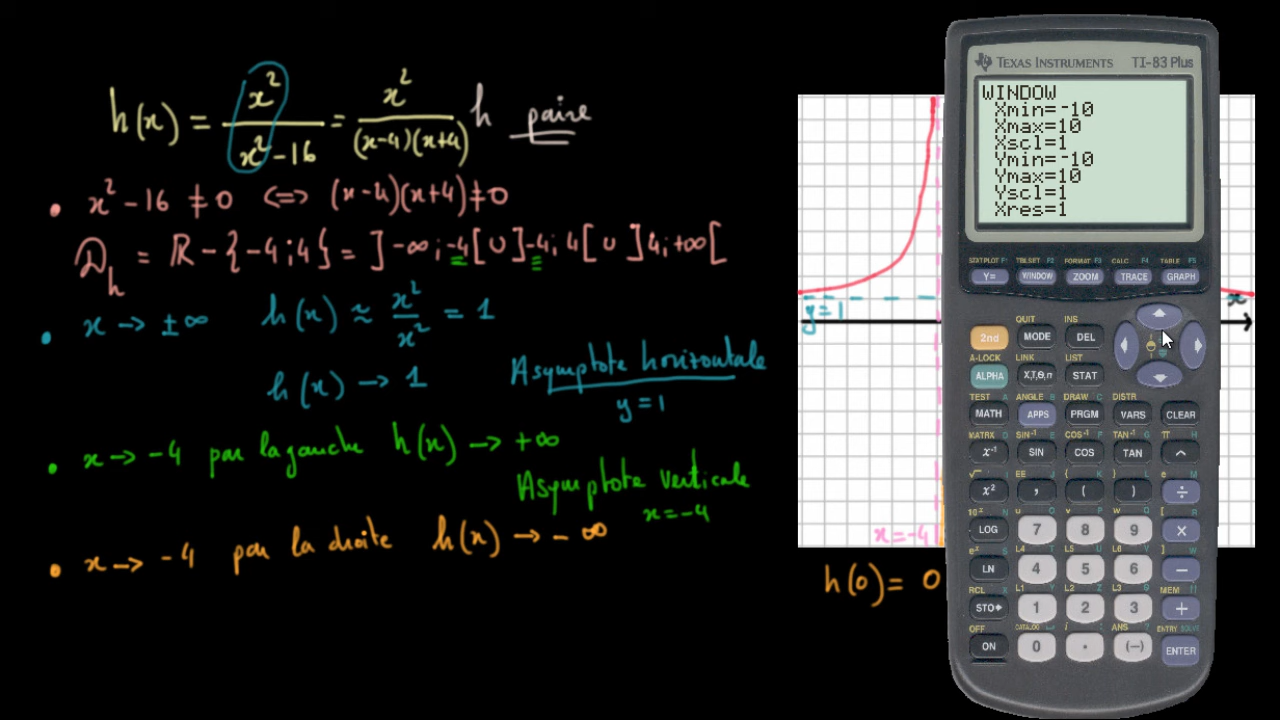 h(x) = x²/(x²-16) = x²/((x-4)(x+4)) h paire
• x²-16 ≠ 0 <=> (x-4)(x+4) ≠ 0
D_h = R - {-4;4} = ]-∞;-4[ U ]-4;4[ U ]4;+∞[
• x → ±∞ h(x) ≈ x²/x² = 1
h(x) → 1 Asymptote horizontale
y = 1
• x → -4 par la gauche h(x) → +∞
Asymptote verticale
x = -4
• x → -4 par la droite h(x) → -∞
y=1
x
x=-4
h(0) = 0
TEXAS INSTRUMENTS TI-83 Plus
WINDOW
Xmin=-10
Xmax=10
Xscl=1
Ymin=-10
Ymax=10
Yscl=1
Xres=1
STAT PLOT F1 TBLSET F2 FORMAT F3 CALC F4 TABLE F5
Y= WINDOW ZOOM TRACE GRAPH
QUIT INS
2nd MODE DEL
A-LOCK LINK LIST
ALPHA X,T,Θ,n STAT
TEST A ANGLE B DRAW C DISTR
MATH APPS PRGM VARS CLEAR
MATRX D SIN⁻¹ E COS⁻¹ F TAN⁻¹ G π H
x⁻¹ SIN COS TAN ^
√ I EE J { K } L e M
x² , ( ) ÷
10ˣ N u O v P w Q [ R
LOG 7 8 9 ×
eˣ S L4 T L5 U L6 V ] W
LN 4 5 6 −
RCL X L1 Y L2 Z L3 θ MEM "
STO▸ 1 2 3 +
OFF CATALOG i : ANS ? ENTRY SOLVE
ON 0 . (−) ENTER